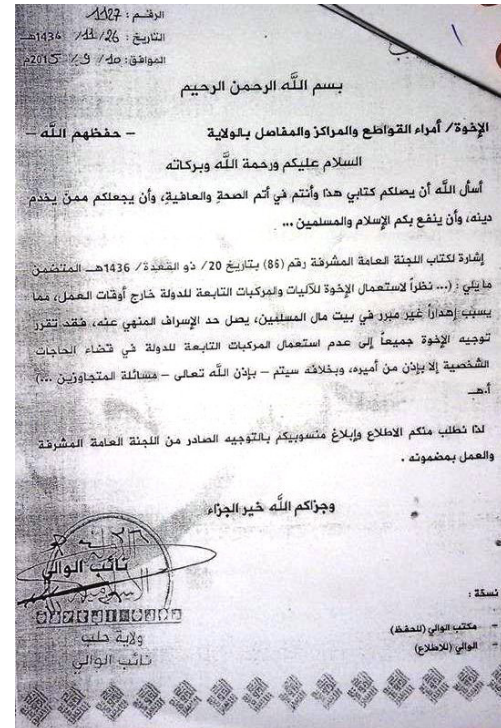 الرقم : 1127
التاريخ : 26/ 11/ 1436هـ
الموافق: 10/ 9/ 2015م
بسم الله الرحمن الرحيم
الإخوة/ أمراء القواطع والمراكز والمفاصل بالولاية – حفظهم الله –
السلام عليكم ورحمة الله وبركاته
أسأل الله أن يصلكم كتابي هذا وأنتم في أتم الصحة والعافية، وأن يجعلكم ممن يخدم
دينه، وأن ينفع بكم الإسلام والمسلمين ...
إشارة لكتاب اللجنة العامة المشرفة رقم (86) بتاريخ 20/ ذو القعدة/ 1436هـ المتضمن
ما يلي : (... نظراً لاستعمال الإخوة للآليات والمركبات التابعة للدولة خارج أوقات العمل، مما
يسبب إهداراً غير مبرر في بيت مال المسلمين، يصل حد الإسراف المنهي عنه، فقد تقرر
توجيه الإخوة جميعاً إلى عدم استعمال المركبات التابعة للدولة في قضاء الحاجات
الشخصية إلا بإذن من أميره، وبخلافه سيتم – بإذن الله تعالى – مسائلة المتجاوزين ...)
أ.هـ
لذا نطلب منكم الاطلاع وإبلاغ منسوبيكم بالتوجيه الصادر من اللجنة العامة المشرفة
والعمل بمضمونه .
وجزاكم الله خير الجزاء
نائب الوالي
ولاية حلب
نائب الوالي
نسخة :
– مكتب الوالي (للحفظ)
– الوالي (للاطلاع)